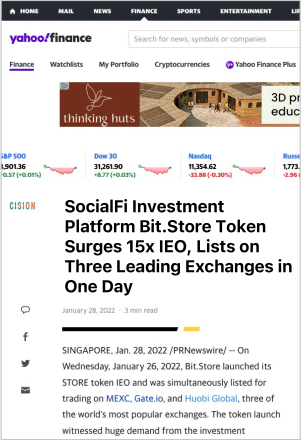 HOME MAIL NEWS FINANCE SPORTS ENTERTAINMENT
yahoo!finance
Search for news, symbols or companies
Finance Watchlists My Portfolio Cryptocurrencies Yahoo Finance Plus
thinking huts
3D pr
educ
S&P 500 Dow 30 Nasdaq Russe
3,901.36 31,261.90 11,354.62 1,773.
+0.57 (+0.01%) +8.77 (+0.03%) -33.88 (-0.30%) -2.96
CISION
SocialFi Investment
Platform Bit.Store Token
Surges 15x IEO, Lists on
Three Leading Exchanges in
One Day
January 28, 2022 · 3 min read
SINGAPORE, Jan. 28, 2022 /PRNewswire/ -- On
Wednesday, January 26, 2022, Bit.Store launched its
STORE token IEO and was simultaneously listed for
trading on MEXC, Gate.io, and Huobi Global, three of
the world's most popular exchanges. The token launch
witnessed huge demand from the investment